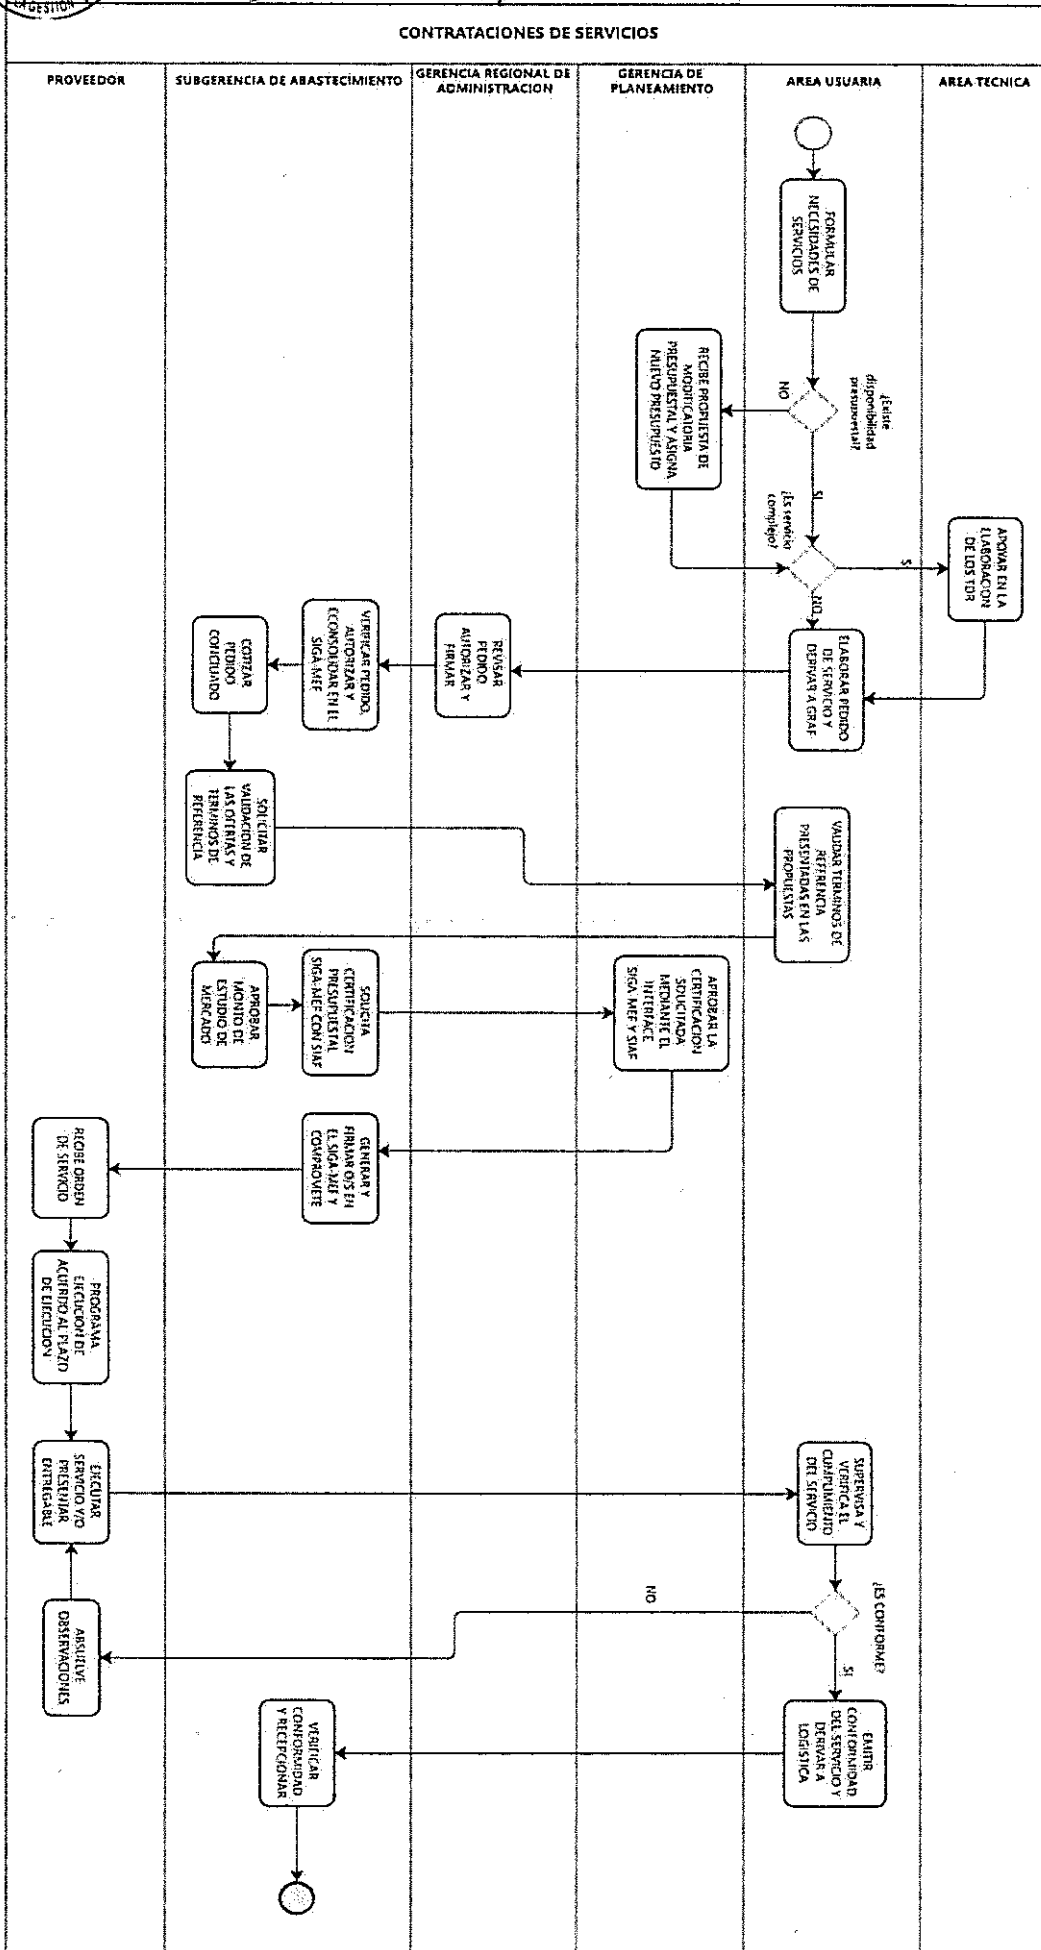 LA GESTIÓN
CONTRATACIONES DE SERVICIOS
PROVEEDOR
SUBGERENCIA DE ABASTECIMIENTO
GERENCIA REGIONAL DE
ADMINISTRACION
GERENCIA DE
PLANEAMIENTO
AREA USUARIA
AREA TECNICA
FORMULAR
NECESIDADES DE
SERVICIOS
¿Existe
disponibilidad
presupuestal?
NO
SI
RECIBE PROPUESTA DE
MODIFICATORIA
PRESUPUESTAL Y ASIGNA
NUEVO PRESUPUESTO
¿Es servicio
complejo?
S
NO
APOYAR EN LA
ELABORACION
DE LOS TDR
ELABORAR PEDIDO
DE SERVICIO Y
DERIVAR A GRAF
REVISAR
PEDIDO
AUTORIZAR Y
FIRMAR
VERIFICAR PEDIDO,
AUTORIZAR Y
ECONSOLIDAR EN EL
SIGA-MEF
COTIZAR
PEDIDO
CONCILIADO
SOLICITAR
VALIDACION DE
LAS OFERTAS Y
TERMINOS DE
REFERENCIA
VALIDAR TERMINOS DE
REFERENCIA
PRESENTADAS EN LAS
PROPUESTAS
APROBAR
MONTO DE
ESTUDIO DE
MERCADO
SOLICITA
CERTIFICACION
PRESUPUESTAL
SIGA-MEF CON SIAF
APROBAR LA
CERTIFICACION
SOLICITADA
MEDIANTE EL
INTERFACE
SIGA-MEF Y SIAF
GENERAR Y
FIRMAR O/S EN
EL SIGA-MEF Y
COMPROMETE
RECIBE ORDEN
DE SERVICIO
PROGRAMA
EJECUCION DE
ACUERDO AL PLAZO
DE EJECUCION
EJECUTAR
SERVICIO Y/O
PRESENTAR
ENTREGABLE
SUPERVISA Y
VERIFICA EL
CUMPLIMIENTO
DEL SERVICIO
¿ES CONFORME?
NO
SI
ABSUELVE
OBSERVACIONES
EMITIR
CONFORMIDAD
DEL SERVICIO Y
DERIVAR A
LOGISTICA
VERIFICAR
CONFORMIDAD
Y RECEPCIONAR